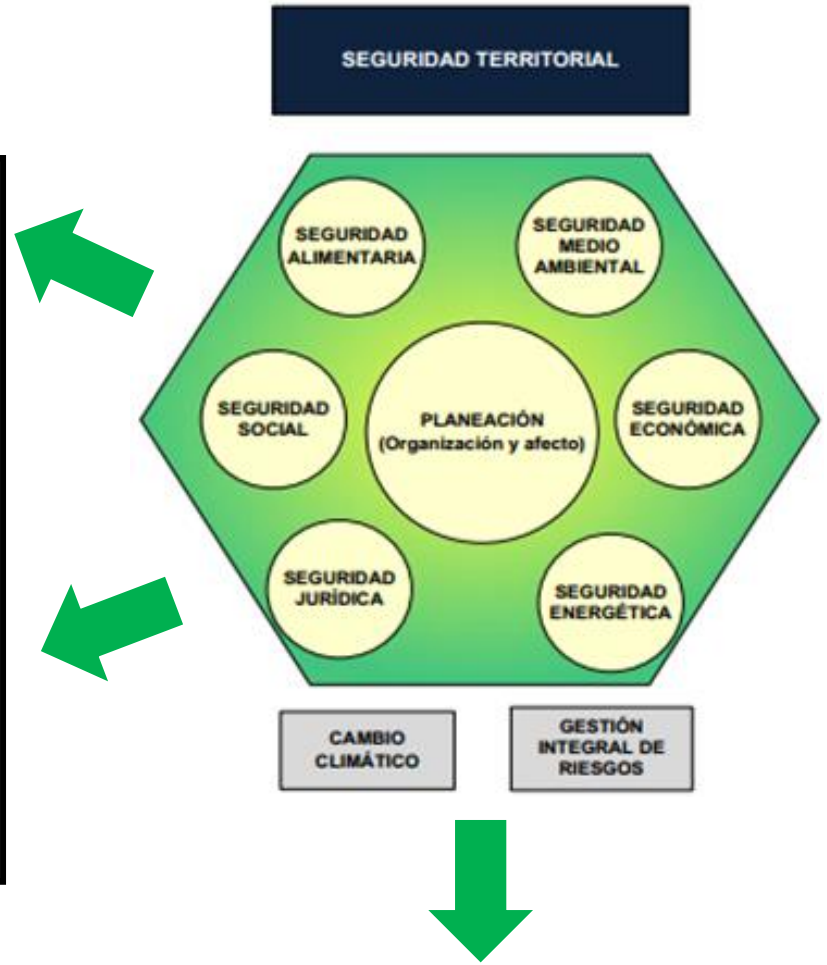 SEGURIDAD TERRITORIAL
SEGURIDAD
ALIMENTARIA
SEGURIDAD
MEDIO
AMBIENTAL
SEGURIDAD
SOCIAL
PLANEACIÓN
(Organización y afecto)
SEGURIDAD
ECONÓMICA
SEGURIDAD
JURÍDICA
SEGURIDAD
ENERGÉTICA
CAMBIO
CLIMÁTICO
GESTIÓN
INTEGRAL DE
RIESGOS